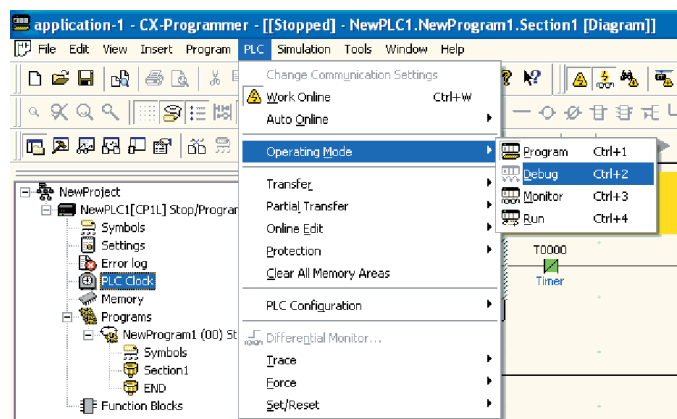 application-1 - CX-Programmer - [[Stopped] - NewPLC1.NewProgram1.Section1 [Diagram]]
File Edit View Insert Program PLC Simulation Tools Window Help
Change Communication Settings
Work Online Ctrl+W
Auto Online
Operating Mode
Program Ctrl+1
Debug Ctrl+2
Monitor Ctrl+3
Run Ctrl+4
Transfer
Partial Transfer
Online Edit
Protection
Clear All Memory Areas
PLC Configuration
Differential Monitor...
Trace
Force
Set/Reset
NewProject
NewPLC1[CP1L] Stop/Progra
Symbols
Settings
Error log
PLC Clock
Memory
Programs
NewProgram1 (00) St
Symbols
Section1
END
Function Blocks
T0000
Timer